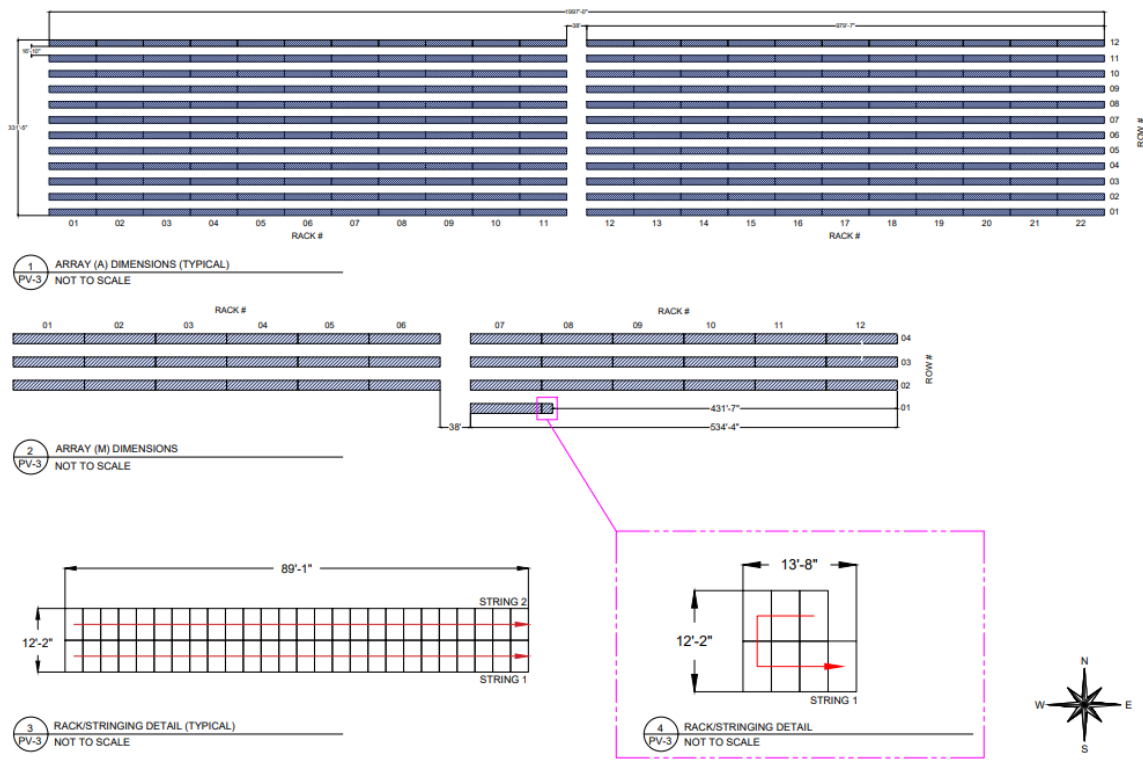 1997'-0"
38'
979'-7"
16'-10"
12
11
10
09
08
07
06
05
04
03
02
01
ROW #
01 02 03 04 05 06 07 08 09 10 11 12 13 14 15 16 17 18 19 20 21 22
RACK # RACK #
1 ARRAY (A) DIMENSIONS (TYPICAL)
PV-3 NOT TO SCALE
RACK # RACK #
01 02 03 04 05 06 07 08 09 10 11 12
04
03
02
01
ROW #
431'-7"
38' 534'-4"
2 ARRAY (M) DIMENSIONS
PV-3 NOT TO SCALE
89'-1"
STRING 2
12'-2"
STRING 1
3 RACK/STRINGING DETAIL (TYPICAL)
PV-3 NOT TO SCALE
13'-8"
12'-2"
STRING 1
4 RACK/STRINGING DETAIL
PV-3 NOT TO SCALE
N
W E
S